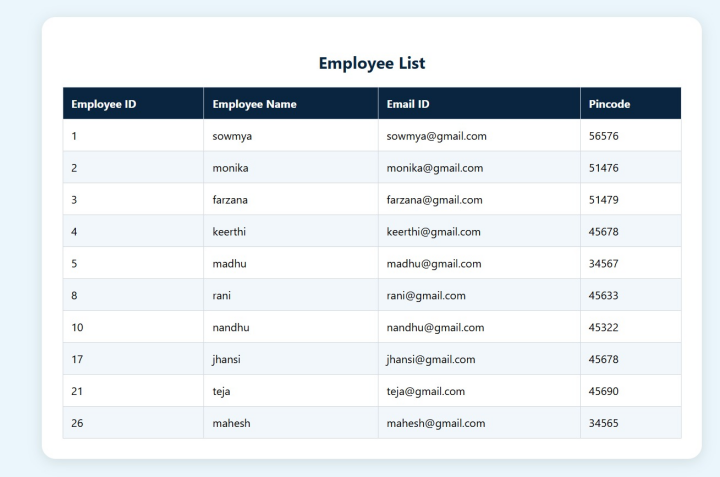 Employee List
Employee ID Employee Name Email ID Pincode
1 sowmya sowmya@gmail.com 56576
2 monika monika@gmail.com 51476
3 farzana farzana@gmail.com 51479
4 keerthi keerthi@gmail.com 45678
5 madhu madhu@gmail.com 34567
8 rani rani@gmail.com 45633
10 nandhu nandhu@gmail.com 45322
17 jhansi jhansi@gmail.com 45678
21 teja teja@gmail.com 45690
26 mahesh mahesh@gmail.com 34565